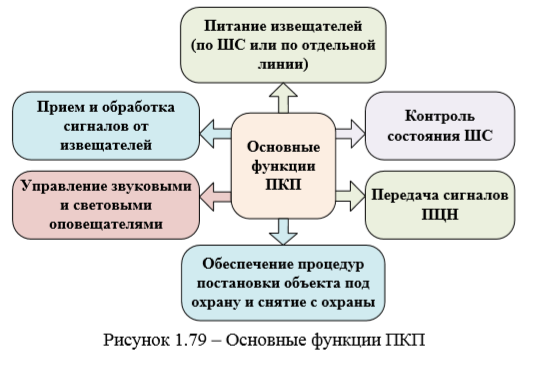 Питание извещателей
(по ШС или по отдельной
линии)
Прием и обработка
сигналов от
извещателей
Основные
функции
ПКП
Контроль
состояния ШС
Управление звуковыми
и световыми
оповещателями
Передача сигналов
ПЦН
Обеспечение процедур
постановки объекта под
охрану и снятие с охраны
Рисунок 1.79 – Основные функции ПКП